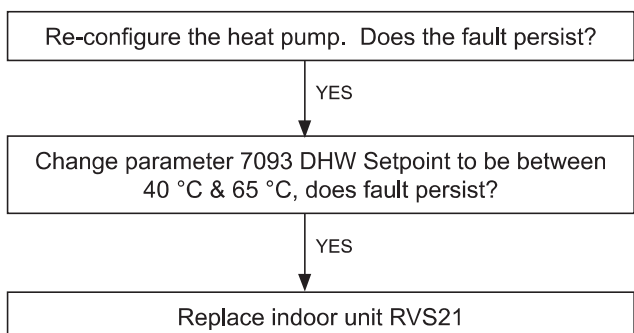 Re-configure the heat pump.  Does the fault persist?
YES
Change parameter 7093 DHW Setpoint to be between
40 °C & 65 °C, does fault persist?
YES
Replace indoor unit RVS21